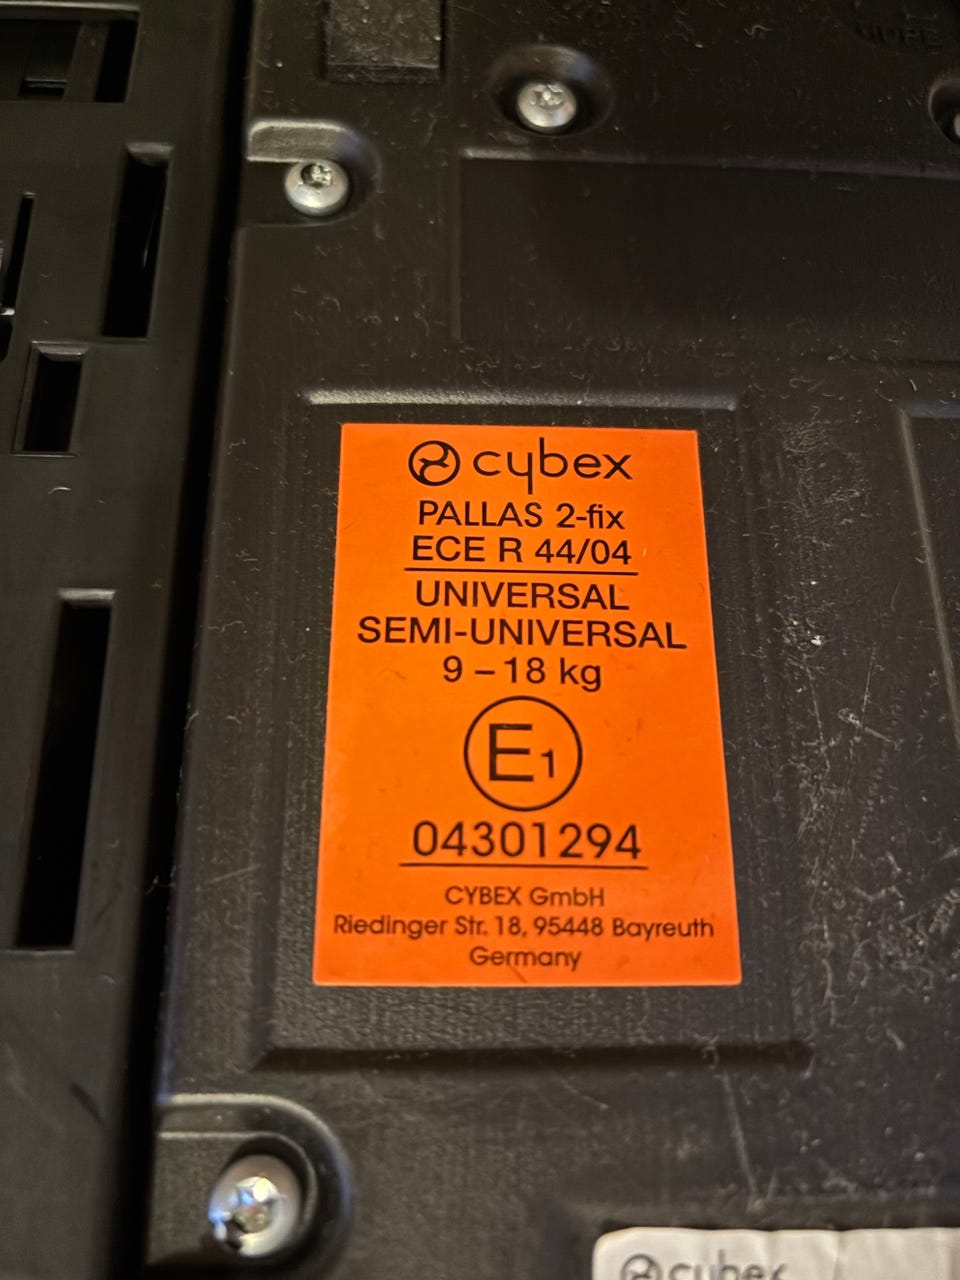 cybex
PALLAS 2-fix
ECE R 44/04
UNIVERSAL
SEMI-UNIVERSAL
9 – 18 kg
E1
04301294
CYBEX GmbH
Riedinger Str. 18, 95448 Bayreuth
Germany
cybex